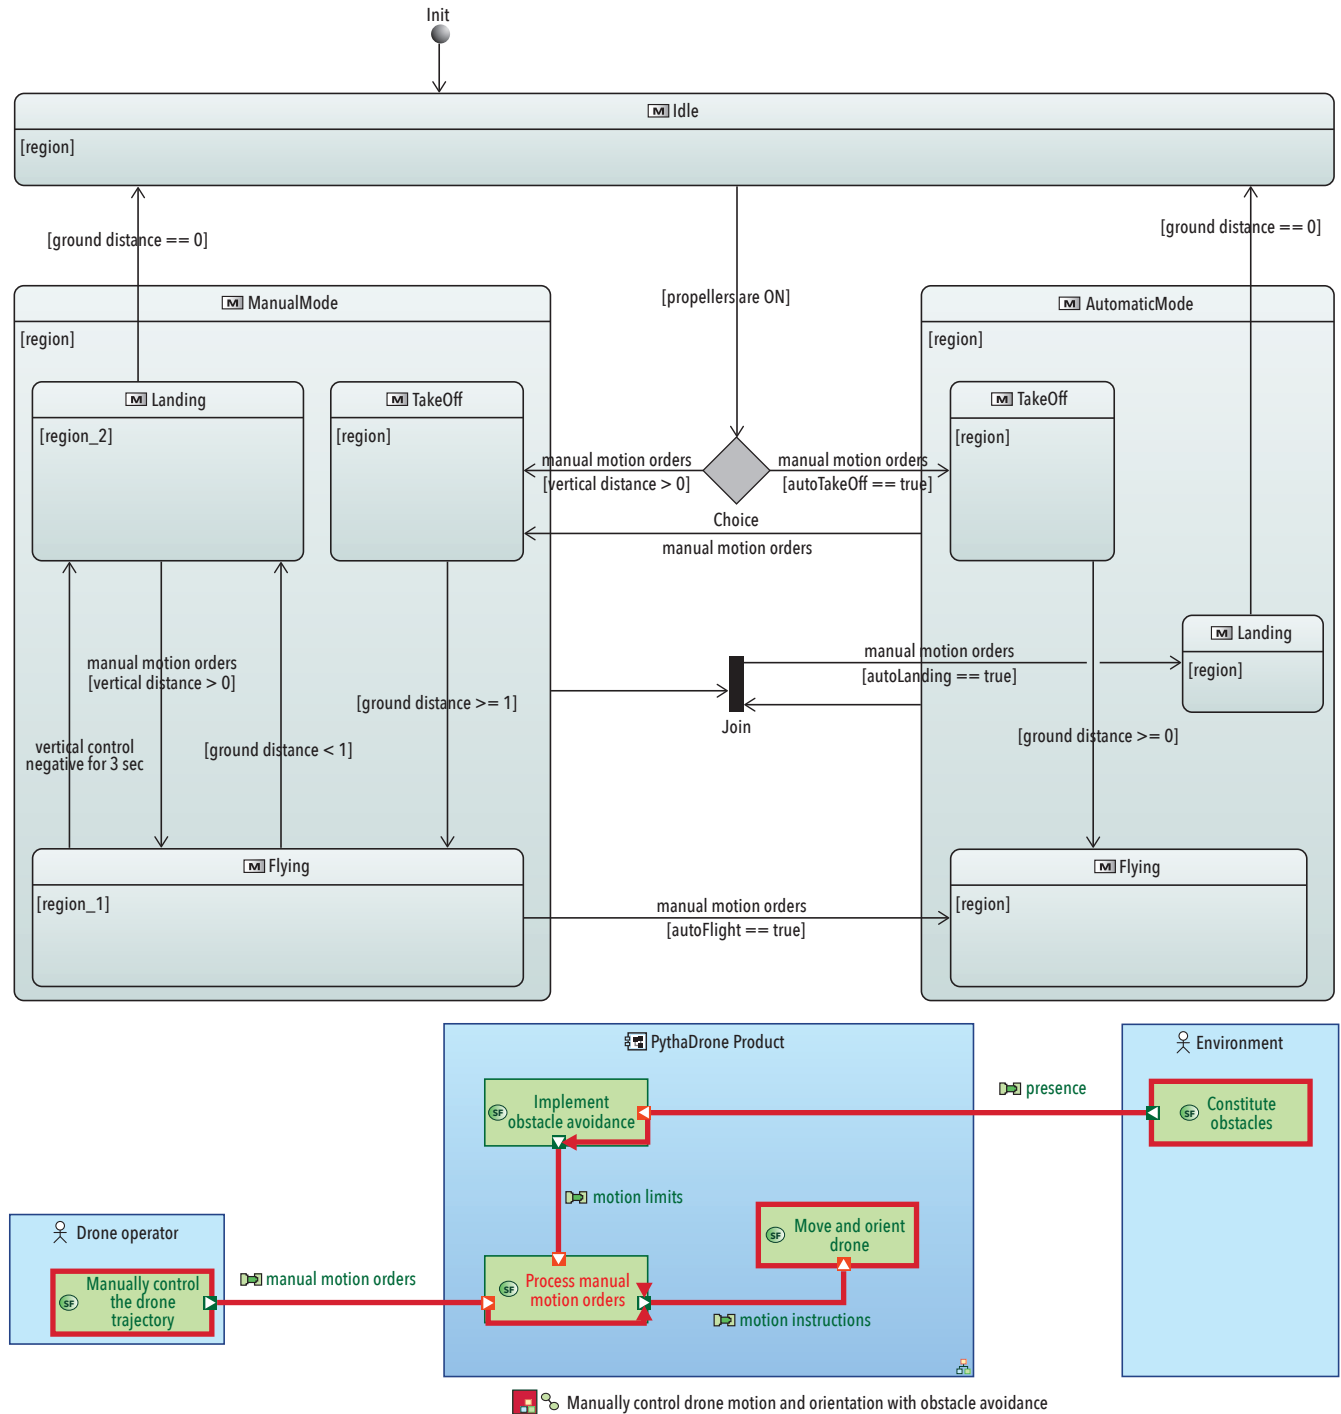 Init
M Idle
[region]
[ground distance == 0]
[propellers are ON]
[ground distance == 0]
M ManualMode
[region]
M Landing
[region_2]
M TakeOff
[region]
M AutomaticMode
[region]
M TakeOff
[region]
manual motion orders
[vertical distance > 0]
manual motion orders
[autoTakeOff == true]
Choice
manual motion orders
M Landing
[region]
manual motion orders
[vertical distance > 0]
[ground distance >= 1]
vertical control
negative for 3 sec
[ground distance < 1]
manual motion orders
[autoLanding == true]
Join
[ground distance >= 0]
M Flying
[region_1]
manual motion orders
[autoFlight == true]
M Flying
[region]
PythaDrone Product
Environment
SF
Implement
obstacle avoidance
presence
SF
Constitute
obstacles
motion limits
Drone operator
SF
Manually control
the drone
trajectory
manual motion orders
SF
Process manual
motion orders
SF
Move and orient
drone
motion instructions
Manually control drone motion and orientation with obstacle avoidance